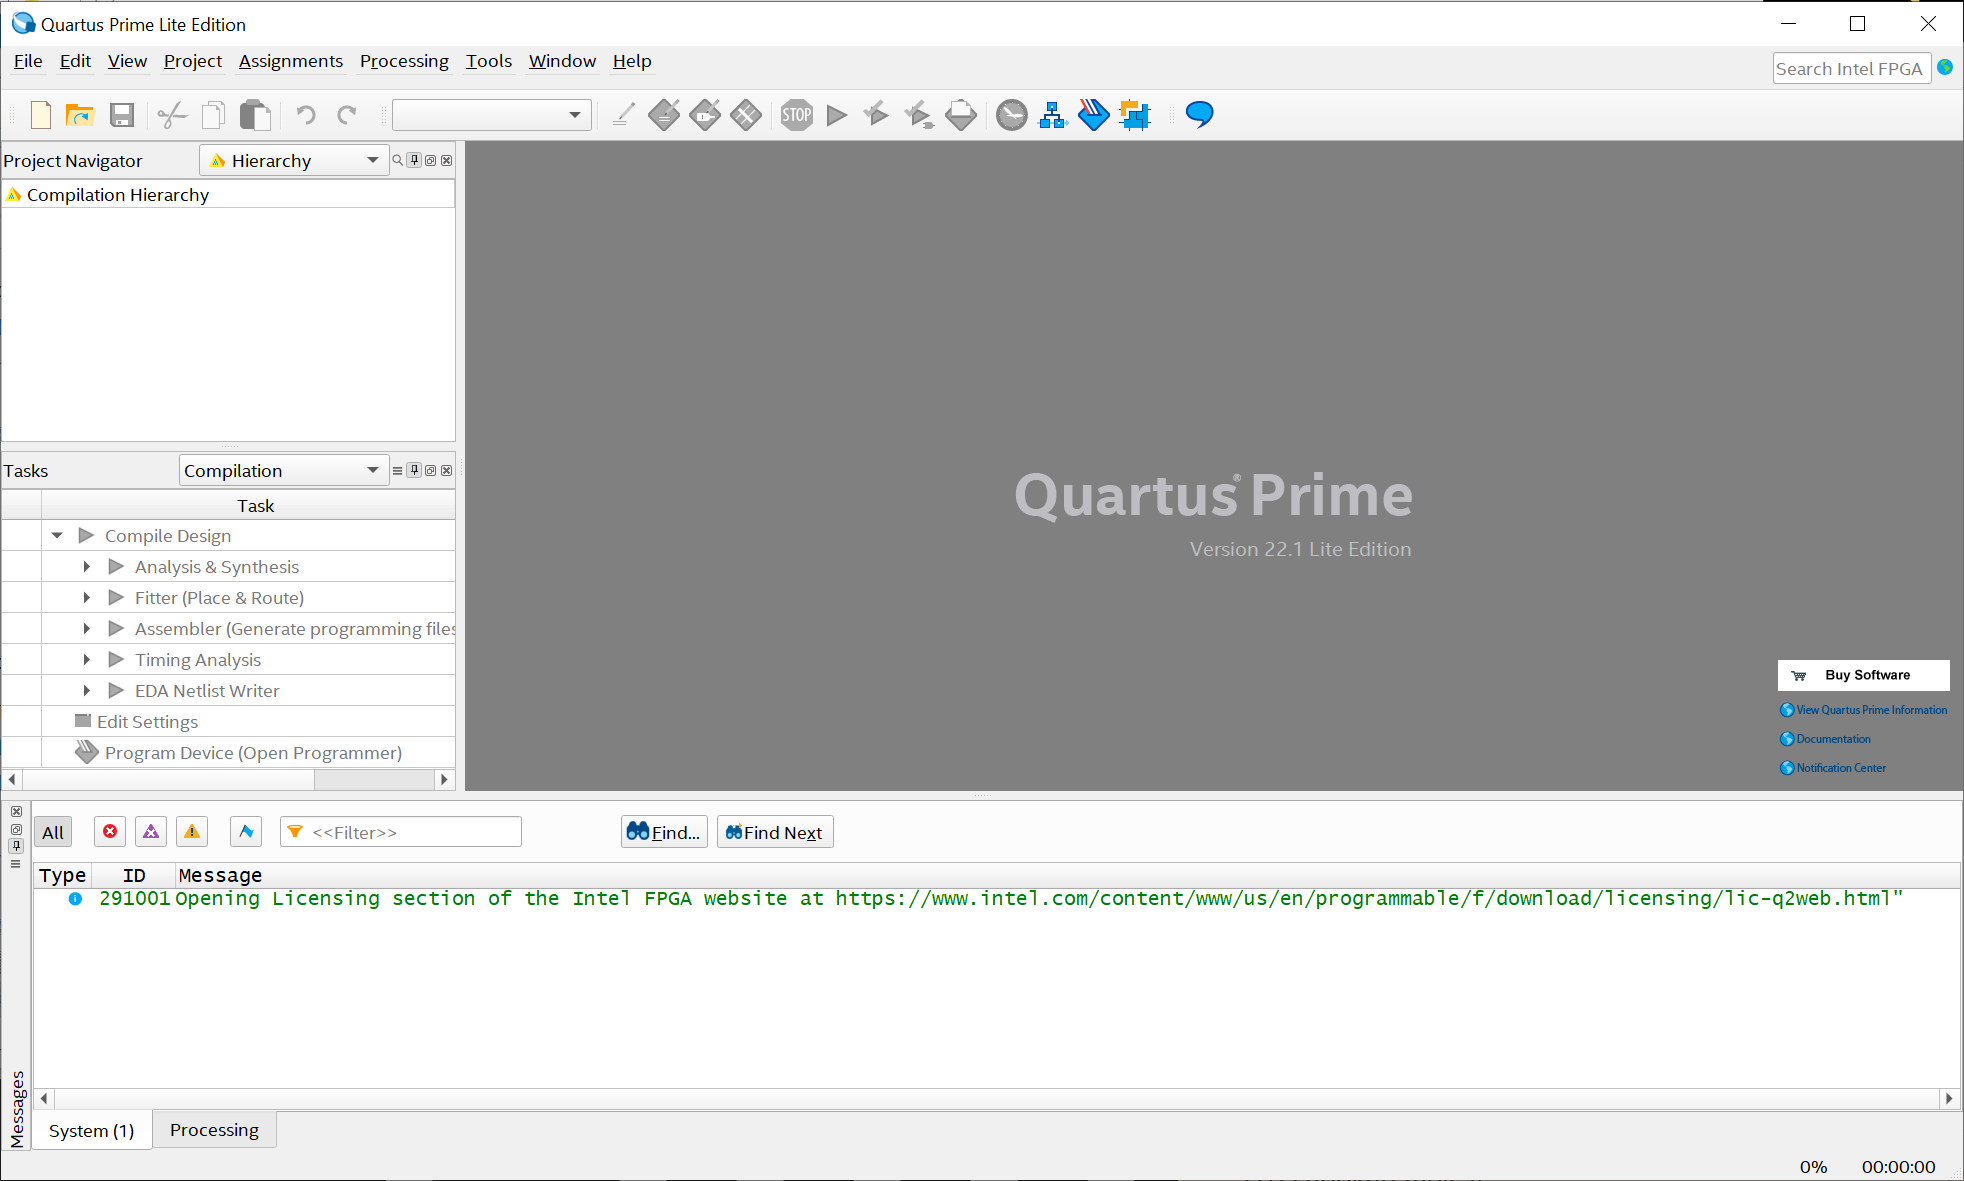 Quartus Prime Lite Edition
File Edit View Project Assignments Processing Tools Window Help
Search Intel FPGA
STOP
Project Navigator
Hierarchy
Compilation Hierarchy
Tasks
Compilation
Task
Compile Design
Analysis & Synthesis
Fitter (Place & Route)
Assembler (Generate programming files
Timing Analysis
EDA Netlist Writer
Edit Settings
Program Device (Open Programmer)
Quartus® Prime
Version 22.1 Lite Edition
Buy Software
View Quartus Prime Information
Documentation
Notification Center
All
<<Filter>>
Find...
Find Next
Type ID Message
291001 Opening Licensing section of the Intel FPGA website at https://www.intel.com/content/www/us/en/programmable/f/download/licensing/lic-q2web.html"
Messages
System (1)
Processing
0% 00:00:00